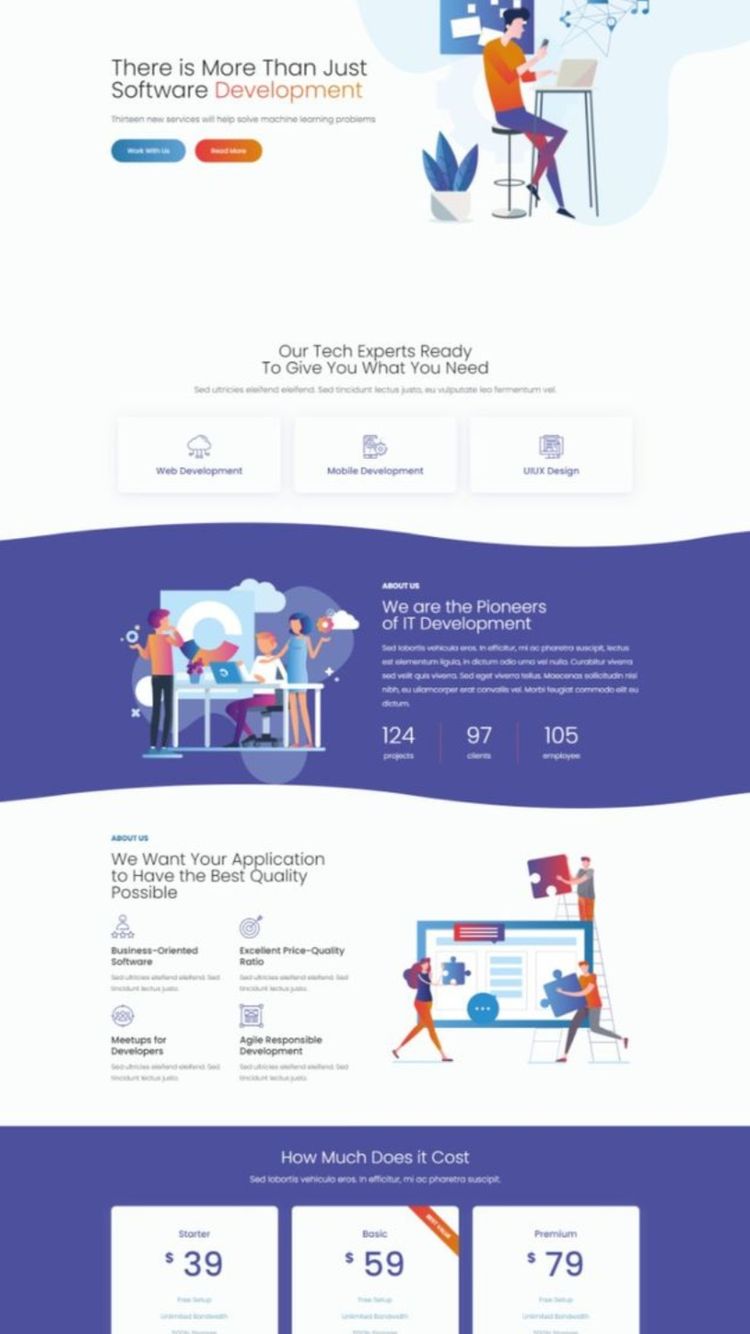 There is More Than Just
Software Development
Thirteen new services will help solve machine learning problems
Work With Us
Read More
Our Tech Experts Ready
To Give You What You Need
Sed ultricies eleifend eleifend. Sed tincidunt lectus justo, eu vulputate leo fermentum vel.
Web Development
Mobile Development
UIUX Design
ABOUT US
We are the Pioneers
of IT Development
Sed lobortis vehicula eros. In efficitur, mi ac pharetra suscipit, lectus
est elementum ligula, in dictum odio urna vel nulla. Curabitur viverra
sed velit quis viverra. Sed eget viverra tellus. Maecenas sollicitudin nisl
nibh, eu ullamcorper erat convallis vel. Morbi feugiat commodo elit eu
dictum.
124
97
105
projects
clients
employee
ABOUT US
We Want Your Application
to Have the Best Quality
Possible
Business-Oriented
Software
Sed ultricies eleifend eleifend. Sed
tincidunt lectus justo.
Excellent Price-Quality
Ratio
Sed ultricies eleifend eleifend. Sed
tincidunt lectus justo.
Meetups for
Developers
Sed ultricies eleifend eleifend. Sed
tincidunt lectus justo.
Agile Responsible
Development
Sed ultricies eleifend eleifend. Sed
tincidunt lectus justo.
How Much Does it Cost
Sed lobortis vehicula eros. In efficitur, mi ac pharetra suscipit.
Starter
$ 39
Free Setup
Unlimited Bandwidth
Basic
BEST VALUE
$ 59
Free Setup
Unlimited Bandwidth
Premium
$ 79
Free Setup
Unlimited Bandwidth